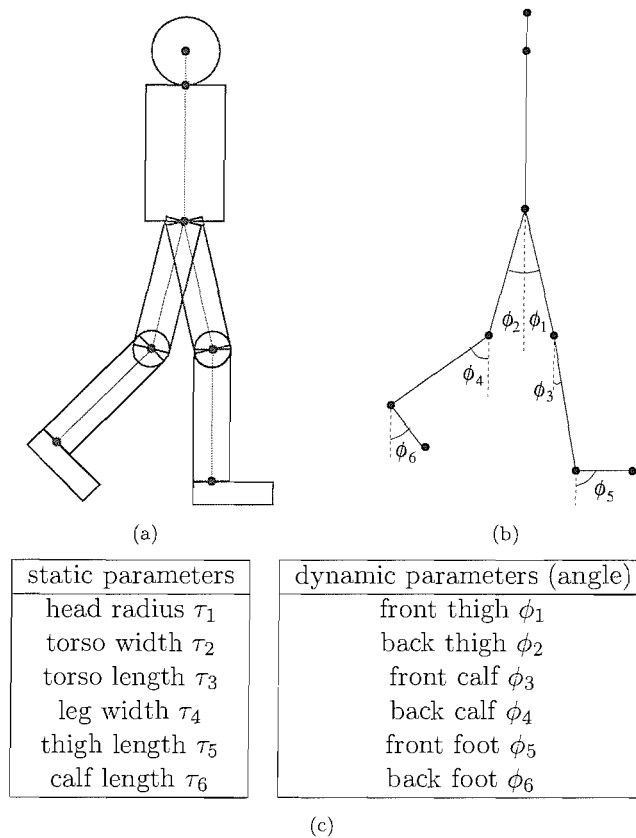 ϕ2 ϕ1
ϕ4
ϕ3
ϕ6
ϕ5
(a)
(b)
static parameters
head radius τ1
torso width τ2
torso length τ3
leg width τ4
thigh length τ5
calf length τ6
dynamic parameters (angle)
front thigh ϕ1
back thigh ϕ2
front calf ϕ3
back calf ϕ4
front foot ϕ5
back foot ϕ6
(c)